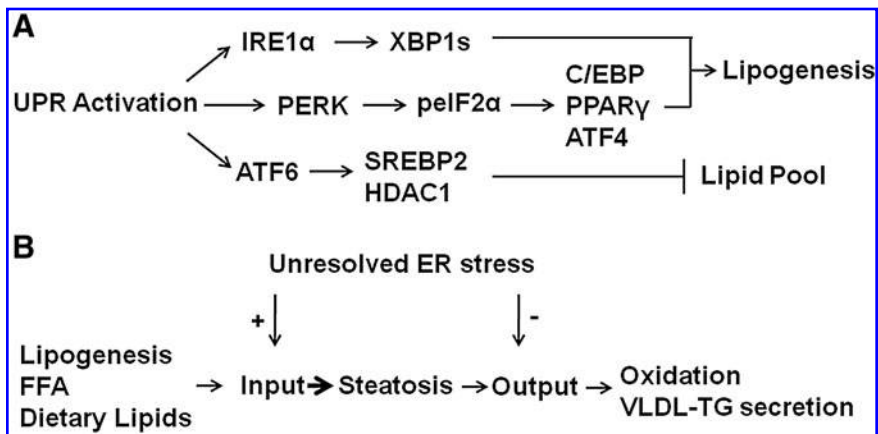 A
IRE1α XBP1s
C/EBP
Lipogenesis
UPR Activation PERK peIF2α PPARγ
ATF4
ATF6 SREBP2
HDAC1
Lipid Pool
B
Unresolved ER stress
+ -
Lipogenesis
FFA
Dietary Lipids
Input Steatosis Output
Oxidation
VLDL-TG secretion